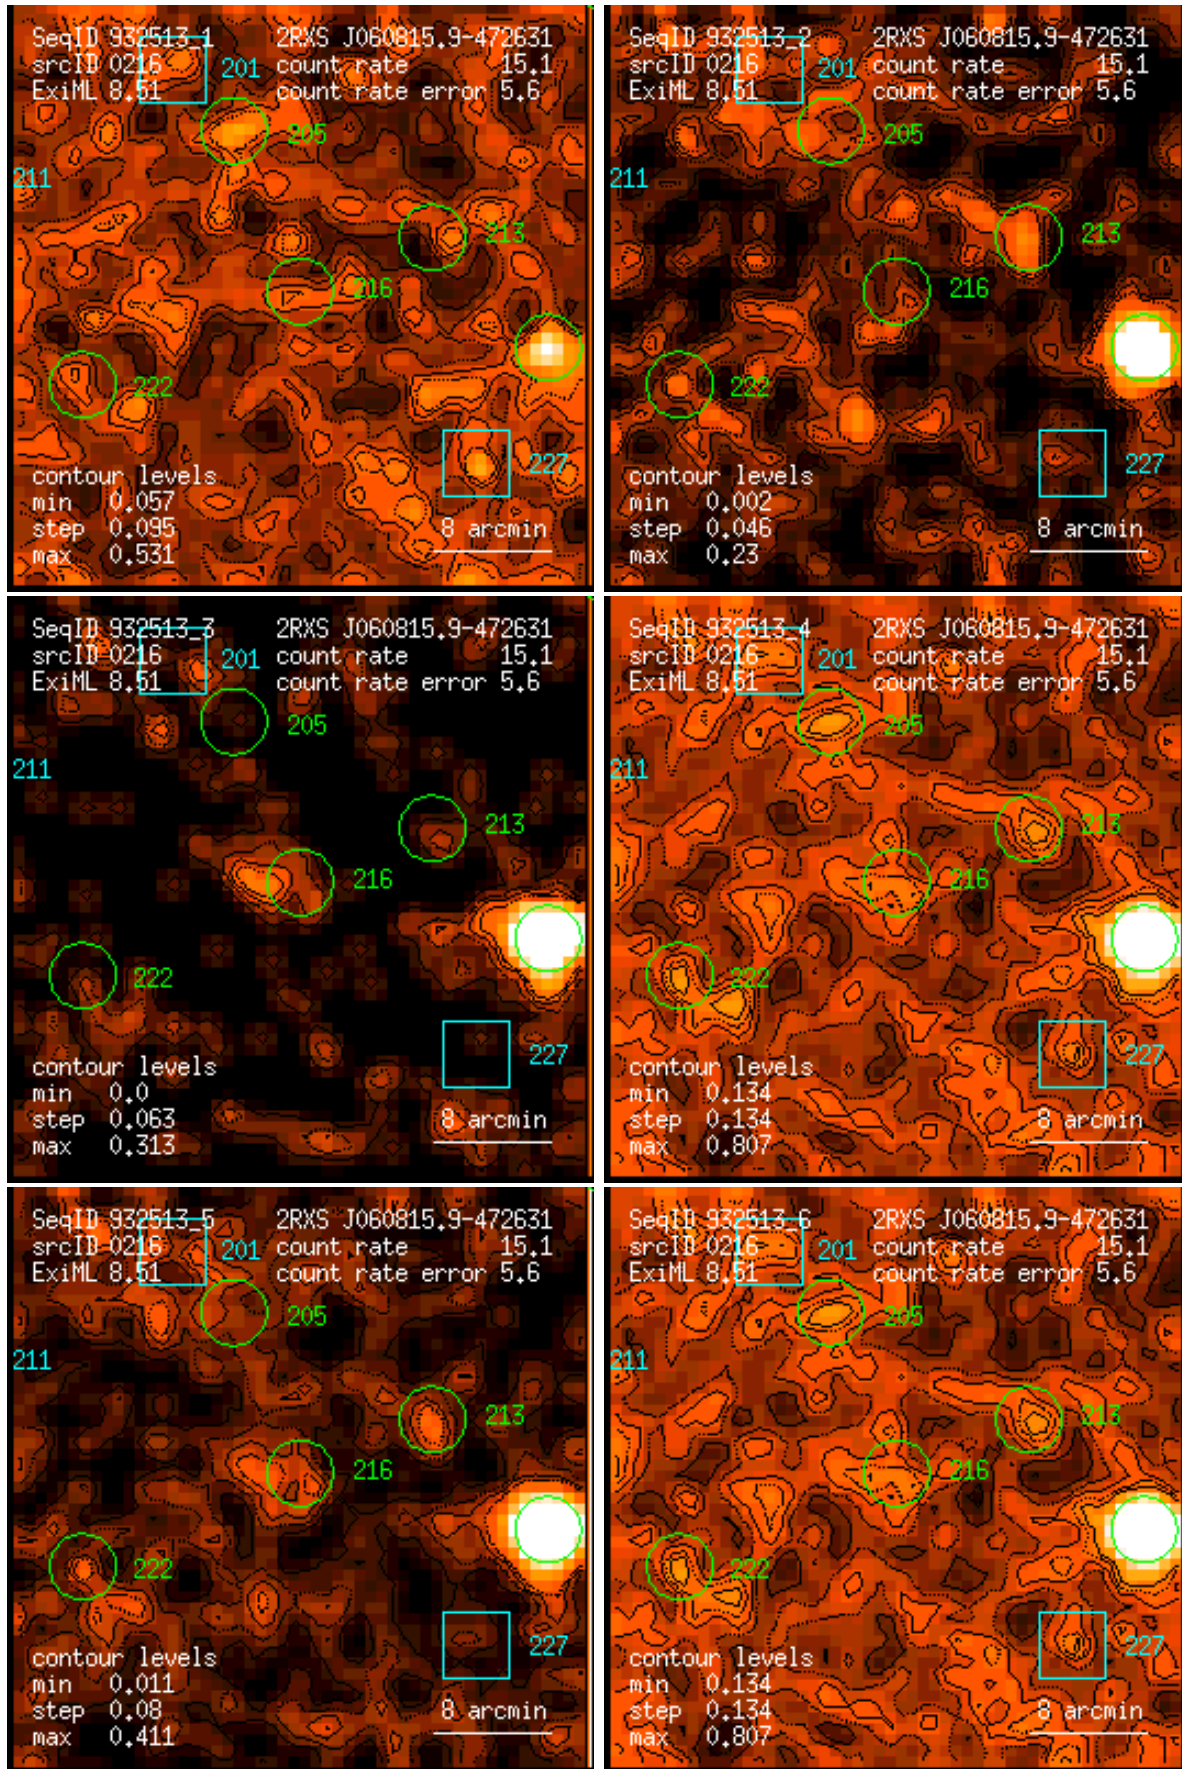 SeqID 932513_1 2RXS J060815.9-472631
srcID 0216 201 count rate 15.1
ExiML 8.51 count rate error 5.6
205
211
213
216
222
contour levels
227
min 0.057
step 0.095 8 arcmin
max 0.531
SeqID 932513_2 2RXS J060815.9-472631
srcID 0216 201 count rate 15.1
ExiML 8.51 count rate error 5.6
205
211
213
216
222
contour levels
227
min 0.002
step 0.046 8 arcmin
max 0.23
SeqID 932513_3 2RXS J060815.9-472631
srcID 0216 201 count rate 15.1
ExiML 8.51 count rate error 5.6
205
211
213
216
222
227
contour levels
min 0.0
step 0.063 8 arcmin
max 0.313
SeqID 932513_4 2RXS J060815.9-472631
srcID 0216 201 count rate 15.1
ExiML 8.51 count rate error 5.6
205
211
213
216
222
227
contour levels
min 0.134
step 0.134 8 arcmin
max 0.807
SeqID 932513_5 2RXS J060815.9-472631
srcID 0216 201 count rate 15.1
ExiML 8.51 count rate error 5.6
205
211
213
216
222
227
contour levels
min 0.011
step 0.08 8 arcmin
max 0.411
SeqID 932513_6 2RXS J060815.9-472631
srcID 0216 201 count rate 15.1
ExiML 8.51 count rate error 5.6
205
211
213
216
222
227
contour levels
min 0.134
step 0.134 8 arcmin
max 0.807